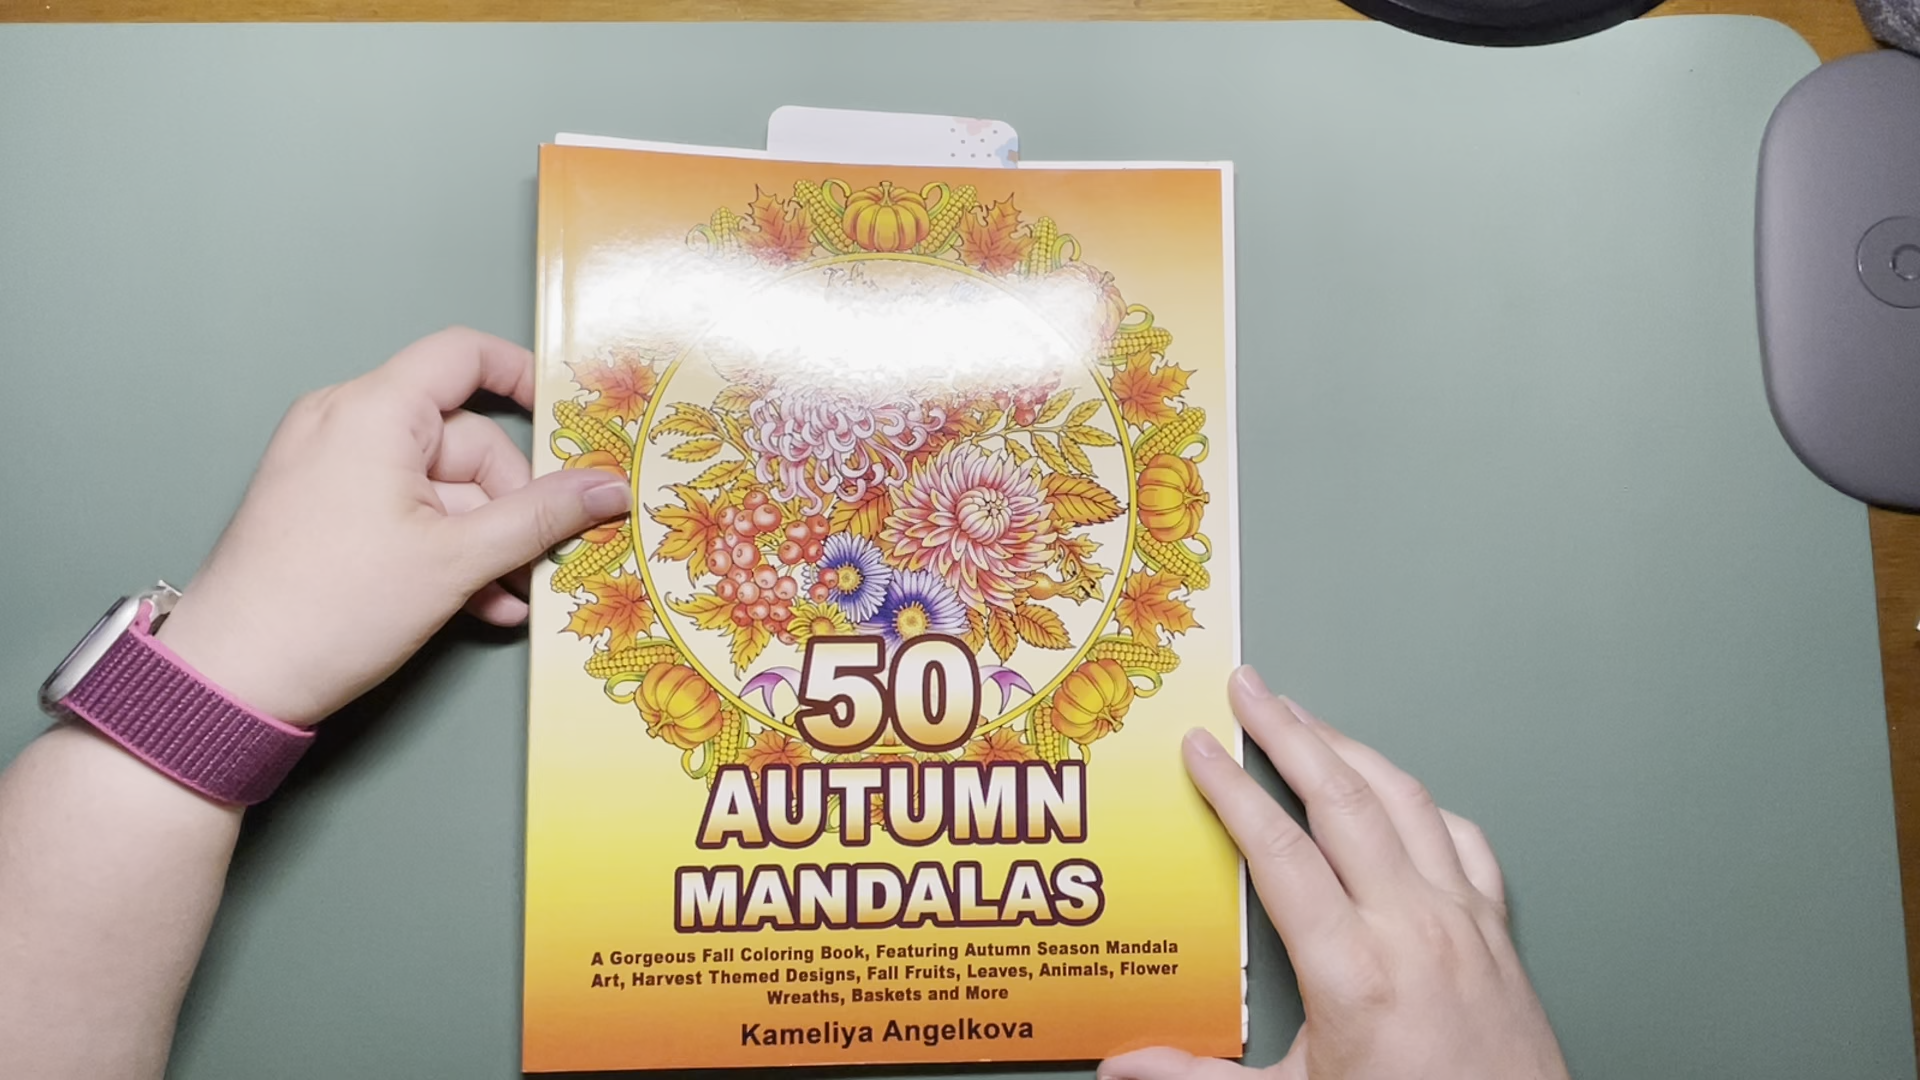 50
AUTUMN
MANDALAS
A Gorgeous Fall Coloring Book, Featuring Autumn Season Mandala
Art, Harvest Themed Designs, Fall Fruits, Leaves, Animals, Flower
Wreaths, Baskets and More
Kameliya Angelkova